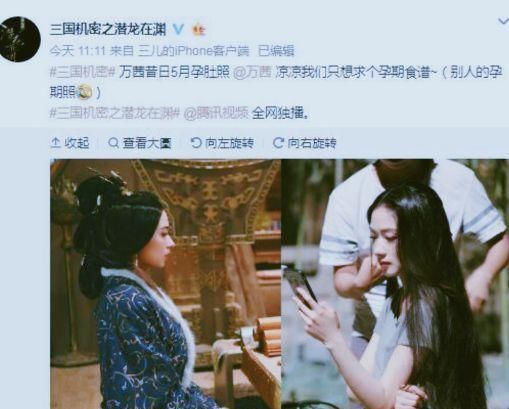 三国机密之潜龙在渊
今天 11:11 来自 三儿的iPhone客户端 已编辑
#三国机密# 万茜昔日5月孕肚照 @万茜 凉凉我们只想求个孕期食谱~（别人的孕
期照）
#三国机密之潜龙在渊# @腾讯视频 全网独播。
收起 查看大图 向左旋转 向右旋转